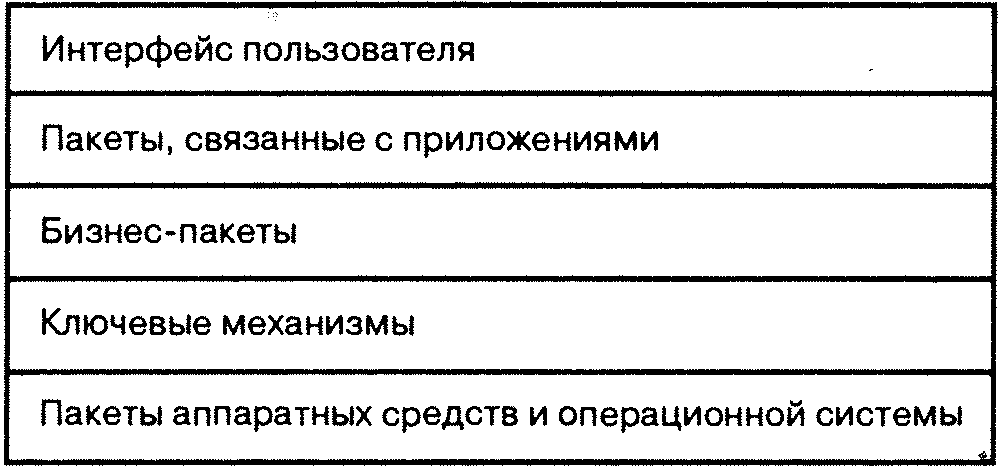 Интерфейс пользователя
Пакеты, связанные с приложениями
Бизнес-пакеты
Ключевые механизмы
Пакеты аппаратных средств и операционной системы